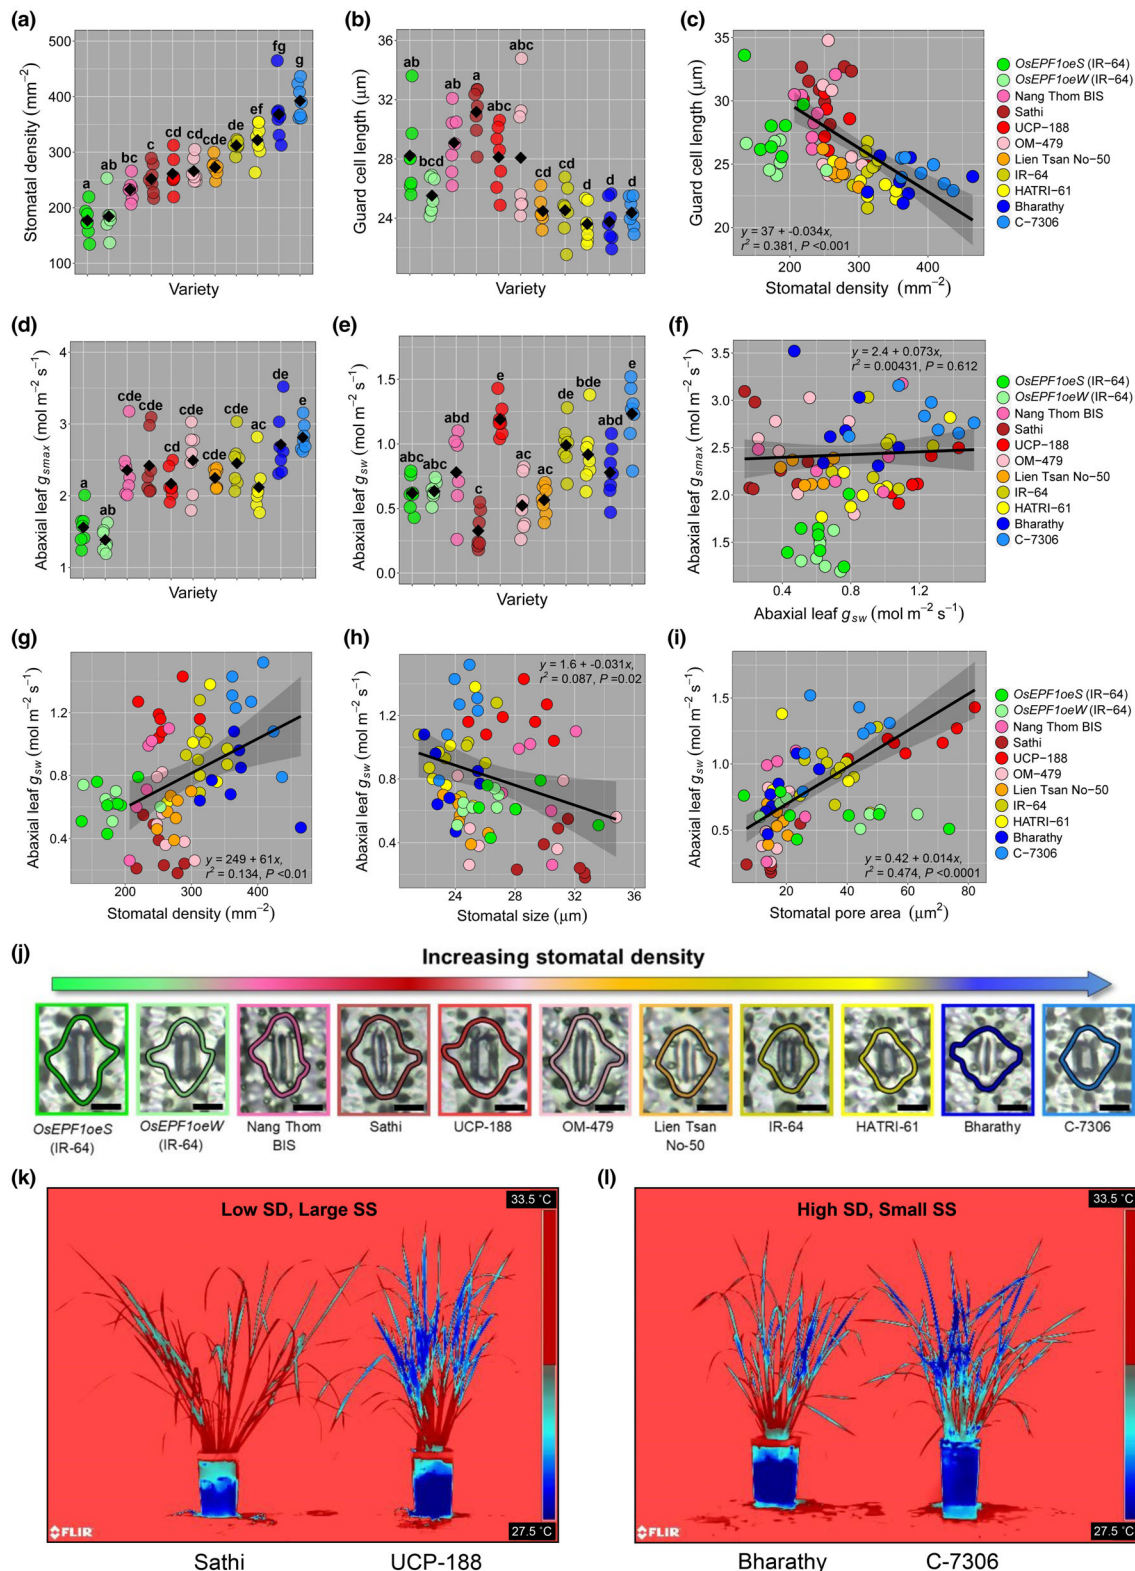 (a)
Stomatal density (mm−2)
500
400
300
200
100
a
ab
bc
cd
cd
cd
cde
de
ef
fg
g
Variety
(b)
Guard cell length (μm)
36
32
28
24
ab
bcd
ab
a
abc
abc
cd
cd
d
d
d
Variety
(c)
Guard cell length (μm)
35
30
25
20
y = 37 + -0.034x,
r2 = 0.381, P <0.001
200 300 400
Stomatal density (mm−2)
OsEPF1oeS (IR−64)
OsEPF1oeW (IR−64)
Nang Thom BIS
Sathi
UCP−188
OM−479
Lien Tsan No−50
IR−64
HATRI−61
Bharathy
C−7306
(d)
Abaxial leaf gsmax (mol m−2 s−1)
4
3
2
1
a
ab
cde
cde
cd
cde
cde
cde
ac
de
e
Variety
(e)
Abaxial leaf gsw (mol m−2 s−1)
1.5
1.0
0.5
0.0
abc
abc
abd
c
e
ac
ac
de
bde
abd
e
Variety
(f)
Abaxial leaf gsmax (mol m−2 s−1)
3.5
3.0
2.5
2.0
1.5
y = 2.4 + 0.073x,
r2 = 0.00431, P = 0.612
0.4 0.8 1.2
Abaxial leaf gsw (mol m−2 s−1)
OsEPF1oeS (IR−64)
OsEPF1oeW (IR−64)
Nang Thom BIS
Sathi
UCP−188
OM−479
Lien Tsan No−50
IR−64
HATRI−61
Bharathy
C−7306
(g)
Abaxial leaf gsw (mol m−2 s−1)
1.6
1.2
0.8
0.4
y = 249 + 61x,
r2 = 0.134, P <0.01
200 300 400
Stomatal density (mm−2)
(h)
Abaxial leaf gsw (mol m−2 s−1)
1.6
1.2
0.8
0.4
y = 1.6 + -0.031x,
r2 = 0.087, P =0.02
24 28 32 36
Stomatal size (μm)
(i)
Abaxial leaf gsw (mol m−2 s−1)
1.5
1.0
0.5
0.0
y = 0.42 + 0.014x,
r2 = 0.474, P <0.0001
20 40 60 80
Stomatal pore area (μm2)
OsEPF1oeS (IR−64)
OsEPF1oeW (IR−64)
Nang Thom BIS
Sathi
UCP−188
OM−479
Lien Tsan No−50
IR−64
HATRI−61
Bharathy
C−7306
(j)
Increasing stomatal density
OsEPF1oeS
(IR-64)
OsEPF1oeW
(IR-64)
Nang Thom
BIS
Sathi
UCP-188
OM-479
Lien Tsan
No-50
IR-64
HATRI-61
Bharathy
C-7306
(k)
Low SD, Large SS
33.5 °C
27.5 °C
FLIR
Sathi
UCP-188
(l)
High SD, Small SS
33.5 °C
27.5 °C
FLIR
Bharathy
C-7306